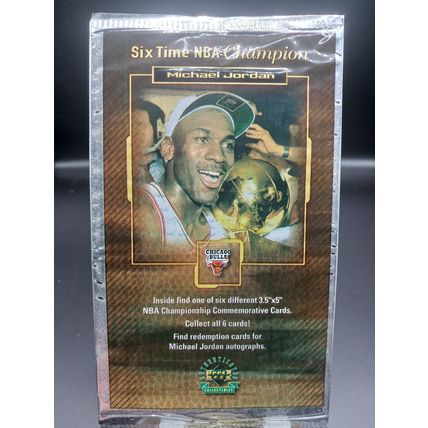 Six Time NBA Champion
Michael Jordan
CHICAGO
BULLS
Inside find one of six different 3.5"x5"
NBA Championship Commemorative Cards.
Collect all 6 cards!
Find redemption cards for
Michael Jordan autographs.
UPPER
DECK
COLLECTIBLES